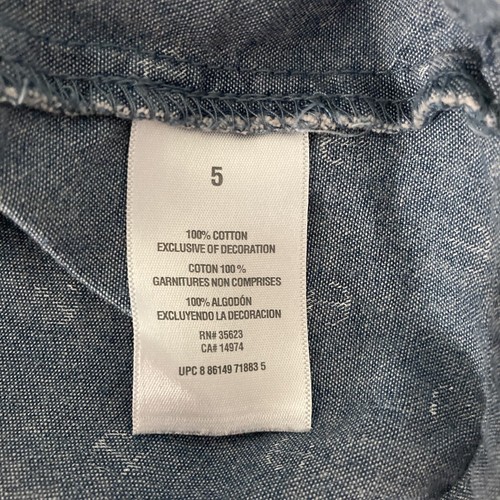 5
100% COTTON
EXCLUSIVE OF DECORATION
COTON 100 %
GARNITURES NON COMPRISES
100% ALGODÓN
EXCLUYENDO LA DECORACION
RN# 35623
CA# 14974
UPC 8 86149 71883 5